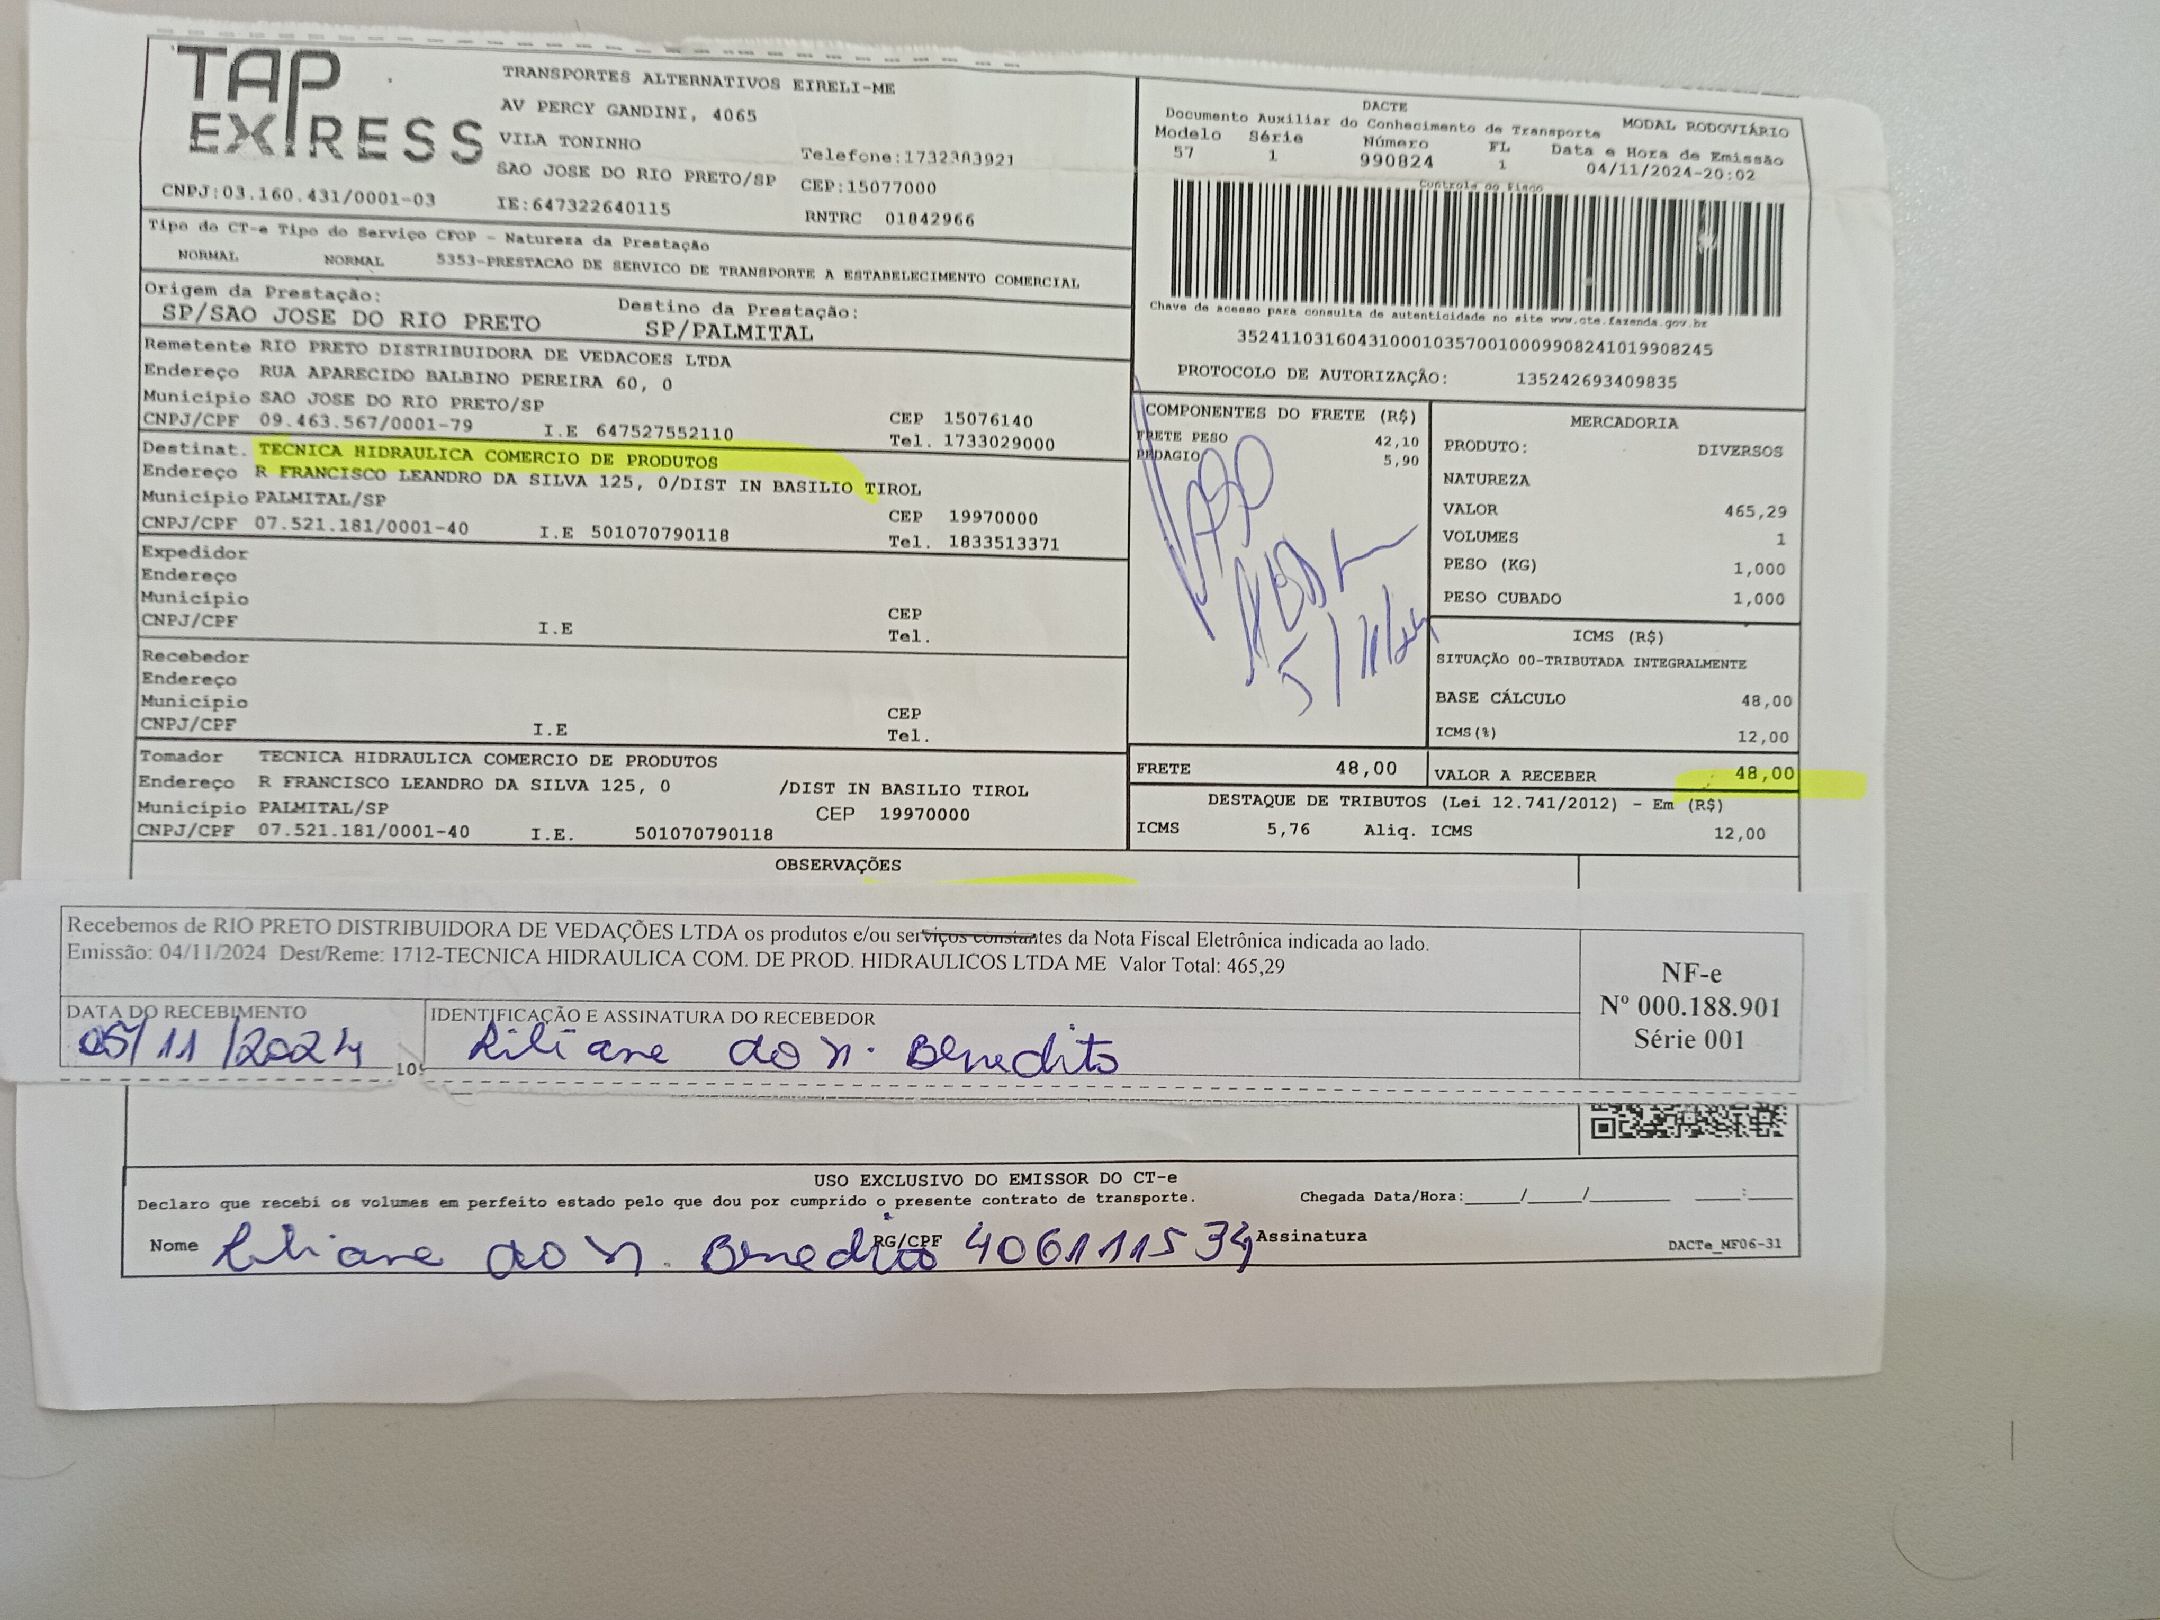 TAP EXPRESS
TRANSPORTES ALTERNATIVOS EIRELI-ME
AV PERCY GANDINI, 4065
VILA TONINHO
Telefone:1732383921
SAO JOSE DO RIO PRETO/SP CEP:15077000
CNPJ:03.160.431/0001-03 IE:647322640115 RNTRC 01842966
DACTE
Documento Auxiliar do Conhecimento de Transporte MODAL RODOVIÁRIO
Modelo Série Número FL Data e Hora de Emissão
57 1 990824 1 04/11/2024-20:02
Controle do Fisco
Chave de acesso para consulta de autenticidade no site www.cte.fazenda.gov.br
35241103160431000103570010009908241019908245
PROTOCOLO DE AUTORIZAÇÃO: 135242693409835
Tipo do CT-e Tipo do Serviço CFOP - Natureza da Prestação
NORMAL NORMAL 5353-PRESTACAO DE SERVICO DE TRANSPORTE A ESTABELECIMENTO COMERCIAL
Origem da Prestação: Destino da Prestação:
SP/SAO JOSE DO RIO PRETO SP/PALMITAL
Remetente RIO PRETO DISTRIBUIDORA DE VEDACOES LTDA
Endereço RUA APARECIDO BALBINO PEREIRA 60, 0
Município SAO JOSE DO RIO PRETO/SP CEP 15076140
CNPJ/CPF 09.463.567/0001-79 I.E 647527552110 Tel. 1733029000
Destinat. TECNICA HIDRAULICA COMERCIO DE PRODUTOS
Endereço R FRANCISCO LEANDRO DA SILVA 125, 0/DIST IN BASILIO TIROL
Município PALMITAL/SP CEP 19970000
CNPJ/CPF 07.521.181/0001-40 I.E 501070790118 Tel. 1833513371
Expedidor
Endereço
Município CEP
CNPJ/CPF I.E Tel.
Recebedor
Endereço
Município CEP
CNPJ/CPF I.E Tel.
Tomador TECNICA HIDRAULICA COMERCIO DE PRODUTOS
Endereço R FRANCISCO LEANDRO DA SILVA 125, 0 /DIST IN BASILIO TIROL
Município PALMITAL/SP CEP 19970000
CNPJ/CPF 07.521.181/0001-40 I.E. 501070790118
COMPONENTES DO FRETE (R$)
FRETE PESO 42,10
PEDAGIO 5,90
5/11/24
FRETE 48,00
MERCADORIA
PRODUTO: DIVERSOS
NATUREZA
VALOR 465,29
VOLUMES 1
PESO (KG) 1,000
PESO CUBADO 1,000
ICMS (R$)
SITUAÇÃO 00-TRIBUTADA INTEGRALMENTE
BASE CÁLCULO 48,00
ICMS(%) 12,00
VALOR A RECEBER 48,00
DESTAQUE DE TRIBUTOS (Lei 12.741/2012) - Em (R$)
ICMS 5,76 Aliq. ICMS 12,00
OBSERVAÇÕES
Recebemos de RIO PRETO DISTRIBUIDORA DE VEDAÇÕES LTDA os produtos e/ou serviços constantes da Nota Fiscal Eletrônica indicada ao lado.
Emissão: 04/11/2024 Dest/Reme: 1712-TECNICA HIDRAULICA COM. DE PROD. HIDRAULICOS LTDA ME Valor Total: 465,29
DATA DO RECEBIMENTO IDENTIFICAÇÃO E ASSINATURA DO RECEBEDOR
05/11/2024 Liliane do N. Benedito
NF-e
Nº 000.188.901
Série 001
USO EXCLUSIVO DO EMISSOR DO CT-e
Declaro que recebi os volumes em perfeito estado pelo que dou por cumprido o presente contrato de transporte. Chegada Data/Hora:____/____/______ ___:____
Nome Liliane do N. Benedito RG/CPF 406111534 Assinatura
DACTe_MF06-31